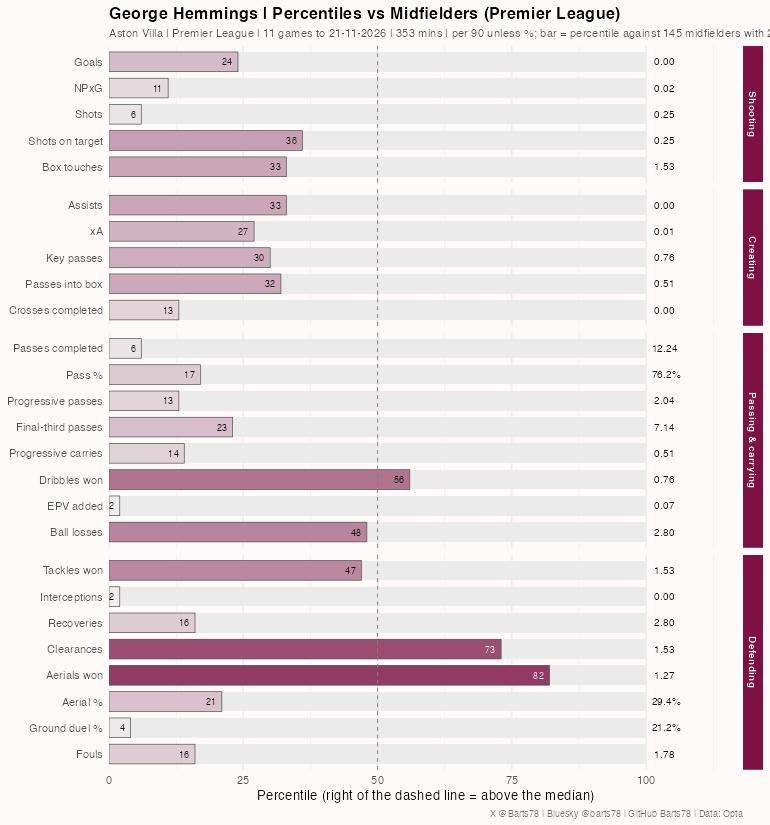 George Hemmings | Percentiles vs Midfielders (Premier League)
Aston Villa | Premier League | 11 games to 21-11-2026 | 353 mins | per 90 unless %; bar = percentile against 145 midfielders with 2
Goals 24 0.00
NPxG 11 0.02
Shots 6 0.25
Shots on target 36 0.25
Box touches 33 1.53
Shooting
Assists 33 0.00
xA 27 0.01
Key passes 30 0.76
Passes into box 32 0.51
Crosses completed 13 0.00
Creating
Passes completed 6 12.24
Pass % 17 76.2%
Progressive passes 13 2.04
Final-third passes 23 7.14
Progressive carries 14 0.51
Dribbles won 56 0.76
EPV added 2 0.07
Ball losses 48 2.80
Passing & carrying
Tackles won 47 1.53
Interceptions 2 0.00
Recoveries 16 2.80
Clearances 73 1.53
Aerials won 82 1.27
Aerial % 21 29.4%
Ground duel % 4 21.2%
Fouls 16 1.78
Defending
0 25 50 75 100
Percentile (right of the dashed line = above the median)
X @Barts78 | Bluesky @barts78 | GitHub Barts78 | Data: Opta